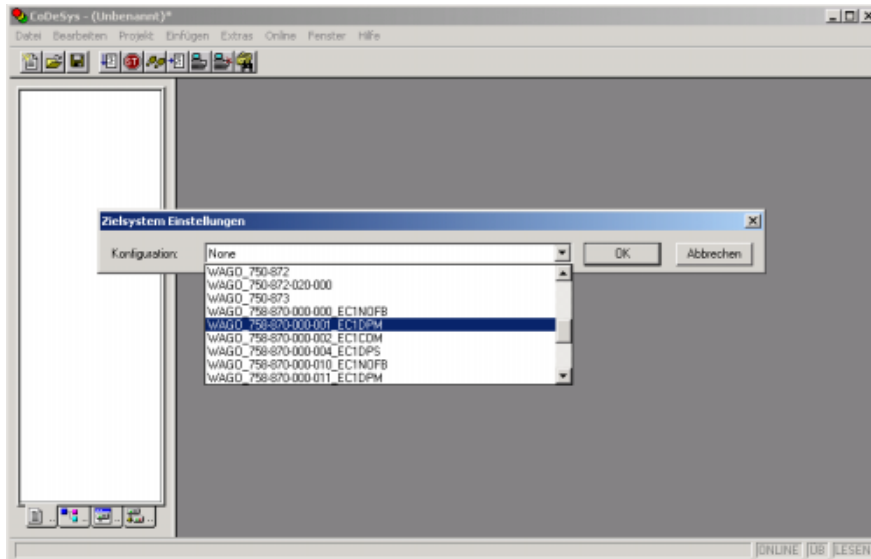 CoDeSys - (Unbenannt)*
Datei Bearbeiten Projekt Einfügen Extras Online Fenster Hilfe
Zielsystem Einstellungen
Konfiguration: None OK Abbrechen
WAGO_750-872
WAGO_750-872-020-000
WAGO_750-873
WAGO_758-870-000-000_EC1NOFB
WAGO_758-870-000-001_EC1DPM
WAGO_758-870-000-002_EC1CDM
WAGO_758-870-000-004_EC1DPS
WAGO_758-870-000-010_EC1NOFB
WAGO_758-870-000-011_EC1DPM
ONLINE ÜB LESEN